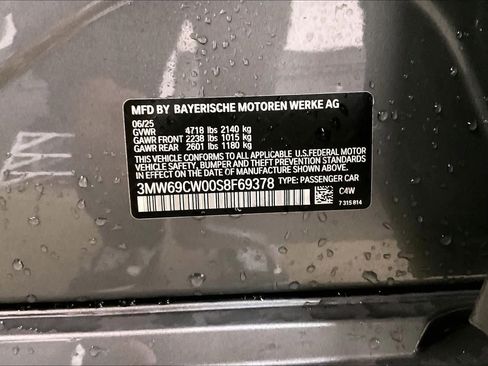 MFD BY BAYERISCHE MOTOREN WERKE AG
06/25
GVWR 4718 lbs 2140 kg
GAWR FRONT 2238 lbs 1015 kg
GAWR REAR 2601 lbs 1180 kg
THIS VEHICLE CONFORMS TO ALL APPLICABLE U.S.FEDERAL MOTOR
VEHICLE SAFETY, BUMPER AND THEFT PREVENTION STANDARDS
IN EFFECT ON THE DATE OF MANUFACTURE SHOWN ABOVE.
3MW69CW00S8F69378 TYPE: PASSENGER CAR
C4W
7 315 814